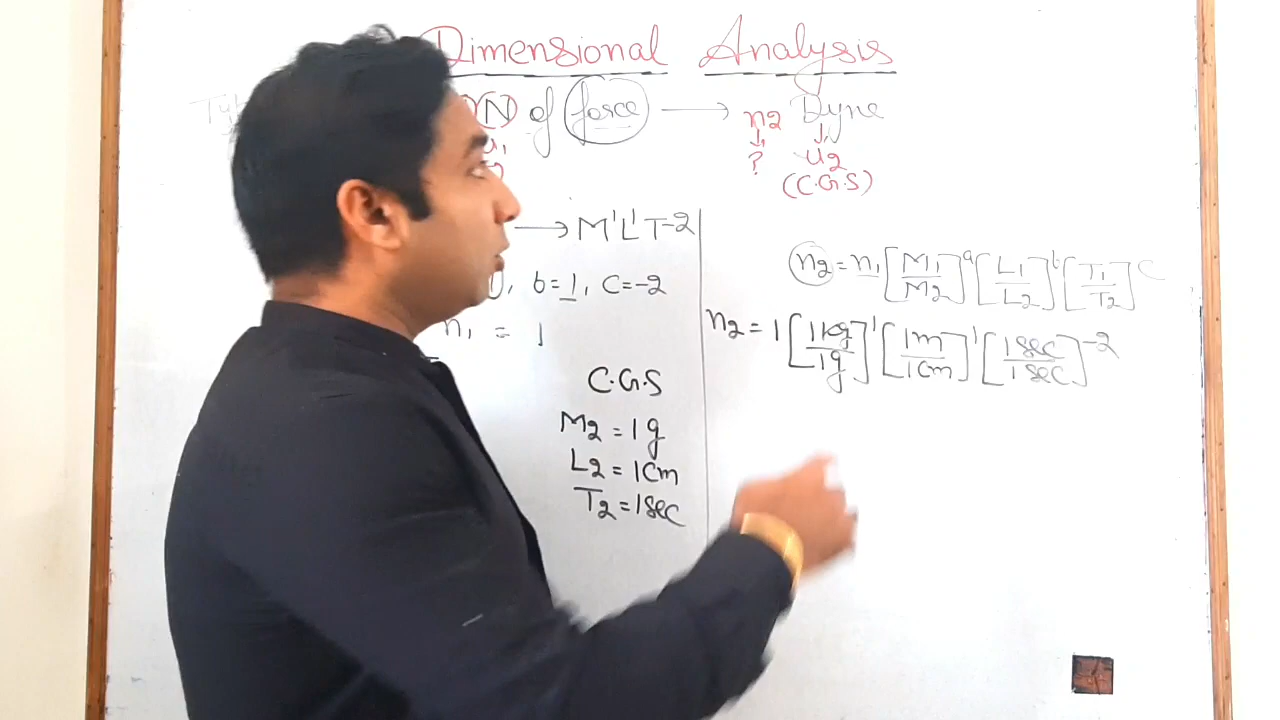 Dimensional Analysis
N of force → n2 Dyne
u1 ↓ ↓
? u2
(C.G.S)
→ M¹L¹T-2
b=1, c=-2
n1 = 1
C.G.S
M2 = 1g
L2 = 1cm
T2 = 1sec
n2 = n1 [M1/M2]ᵃ [L1/L2]ᵇ [T1/T2]ᶜ
n2 = 1 [1kg/1g]¹ [1m/1cm]¹ [1sec/1sec]⁻²